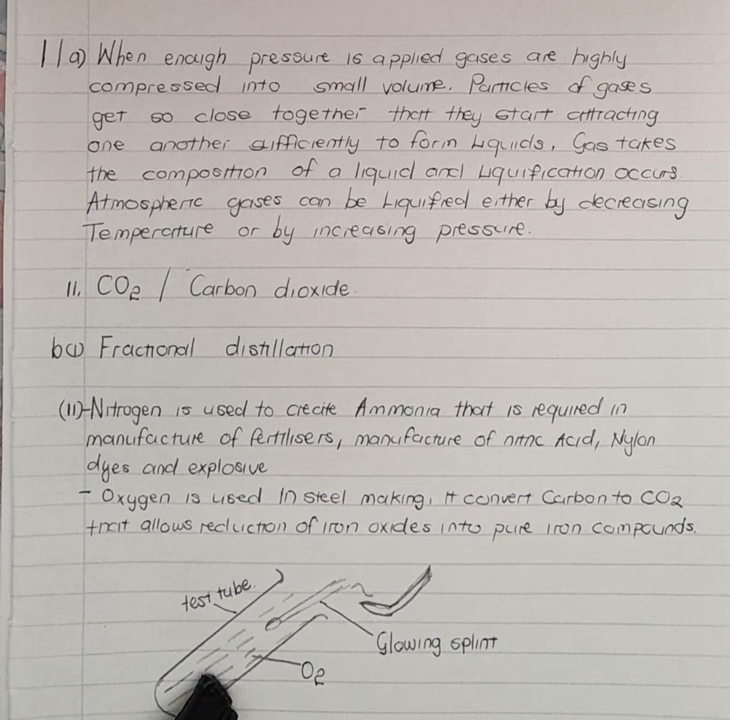 11a) When enough pressure is applied gases are highly
compressed into small volume. Particles of gases
get so close together that they start attracting
one another sufficiently to form liquids, Gas takes
the composition of a liquid and liquification occurs.
Atmospheric gases can be liquified either by decreasing
Temperature or by increasing pressure.
11. CO2 / Carbon dioxide.
b(i) Fractional distillation
(11)-Nitrogen is used to create Ammonia that is required in
manufacture of fertilisers, manufacture of nitric Acid, Nylon
dyes and explosive
- Oxygen is used in steel making, it convert Carbon to CO2
that allows reduction of iron oxides into pure iron compounds.
test tube.
Glowing splint
O2